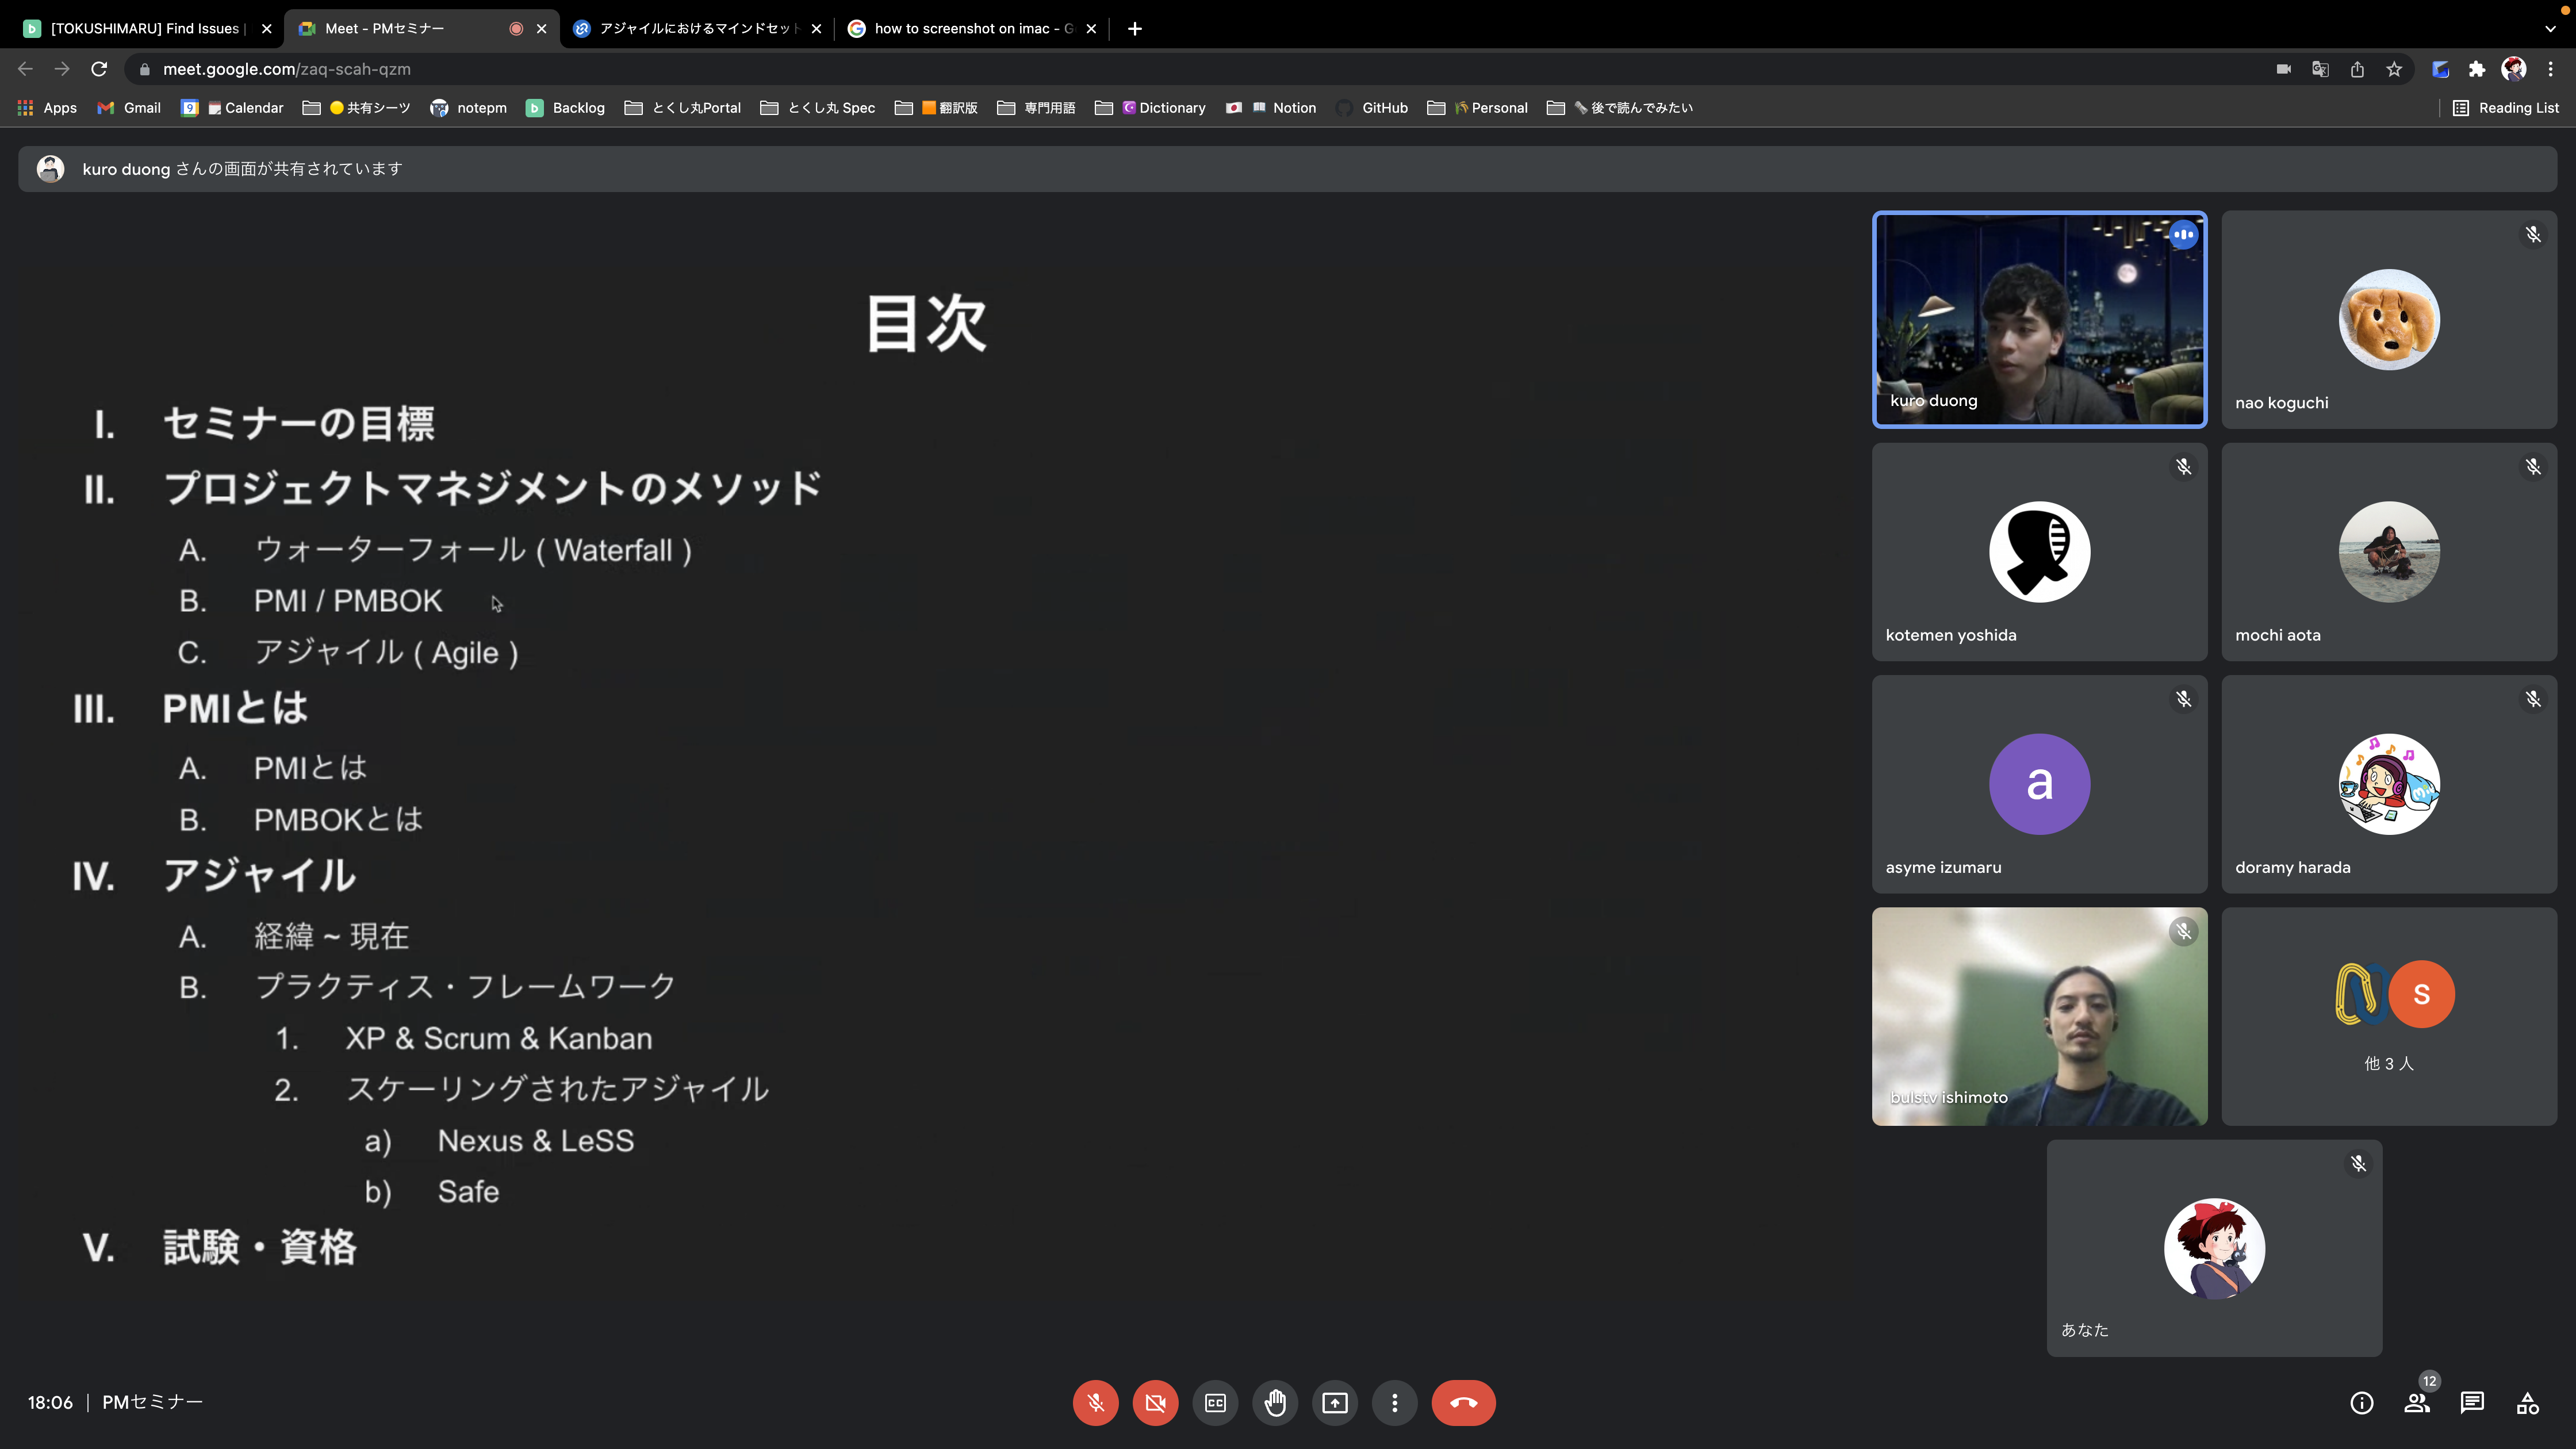 [TOKUSHIMARU] Find Issues |
Meet - PMセミナー
アジャイルにおけるマインドセット
how to screenshot on imac - G
meet.google.com/zaq-scah-qzm
Apps
Gmail
Calendar
共有シーツ
notepm
Backlog
とくし丸Portal
とくし丸 Spec
翻訳版
専門用語
Dictionary
Notion
GitHub
Personal
後で読んでみたい
Reading List
kuro duong さんの画面が共有されています
目次
I. セミナーの目標
II. プロジェクトマネジメントのメソッド
A. ウォーターフォール ( Waterfall )
B. PMI / PMBOK
C. アジャイル ( Agile )
III. PMIとは
A. PMIとは
B. PMBOKとは
IV. アジャイル
A. 経緯 ~ 現在
B. プラクティス・フレームワーク
1. XP & Scrum & Kanban
2. スケーリングされたアジャイル
a) Nexus & LeSS
b) Safe
V. 試験・資格
kuro duong
nao koguchi
kotemen yoshida
mochi aota
a
asyme izumaru
doramy harada
bulstv ishimoto
S
他 3 人
あなた
18:06 | PMセミナー
CC
12